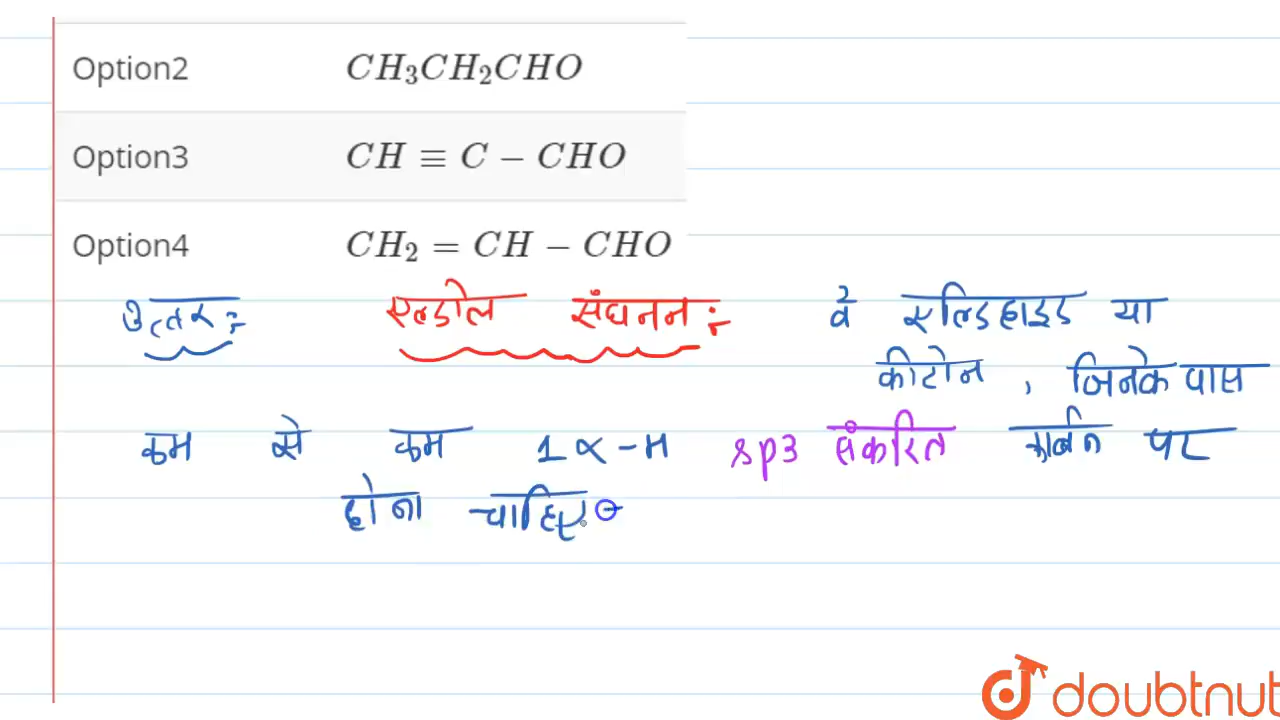 Option2 CH₃CH₂CHO
Option3 CH ≡ C − CHO
Option4 CH₂ = CH − CHO
उत्तर :- एल्डोल संघनन :- वे एल्डिहाइड या
कीटोन , जिनके पास
कम से कम 1 α - H sp3 संकरित कार्बन पर
होना चाहिए
doubtnut